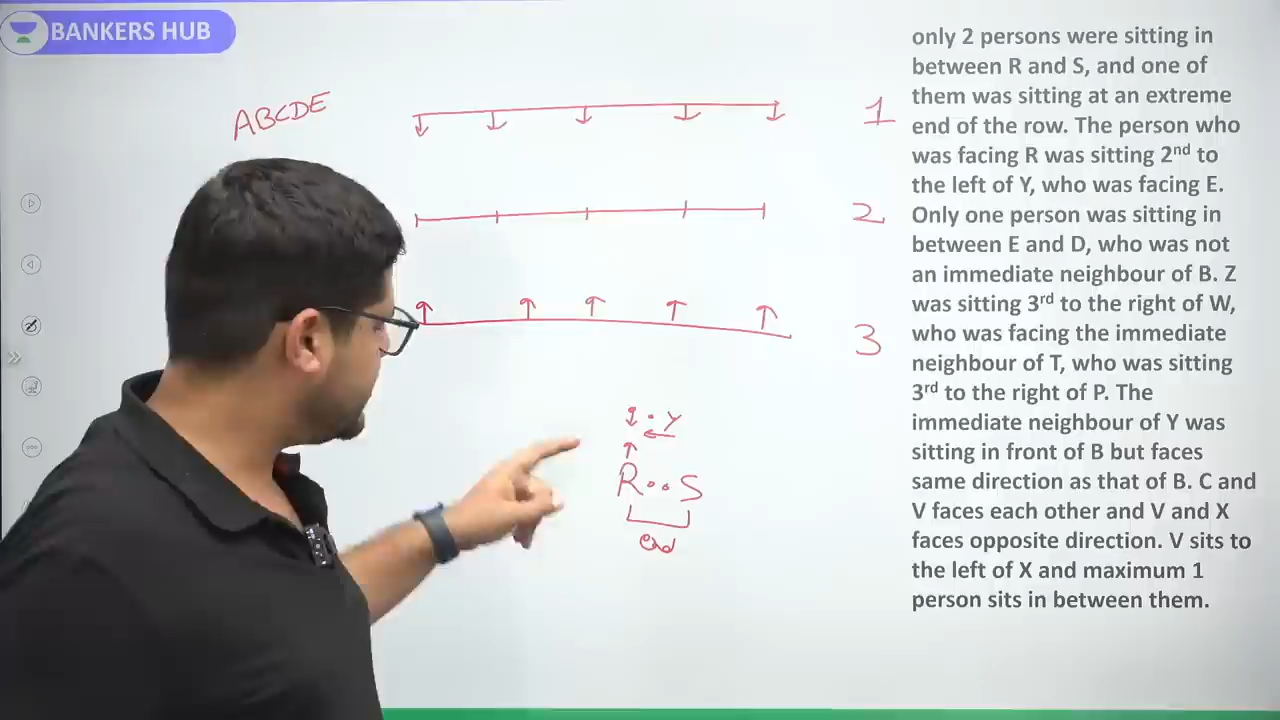 BANKERS HUB
ABCDE
1
2
3
Y
R..S
end
only 2 persons were sitting in
between R and S, and one of
them was sitting at an extreme
end of the row. The person who
was facing R was sitting 2nd to
the left of Y, who was facing E.
Only one person was sitting in
between E and D, who was not
an immediate neighbour of B. Z
was sitting 3rd to the right of W,
who was facing the immediate
neighbour of T, who was sitting
3rd to the right of P. The
immediate neighbour of Y was
sitting in front of B but faces
same direction as that of B. C and
V faces each other and V and X
faces opposite direction. V sits to
the left of X and maximum 1
person sits in between them.